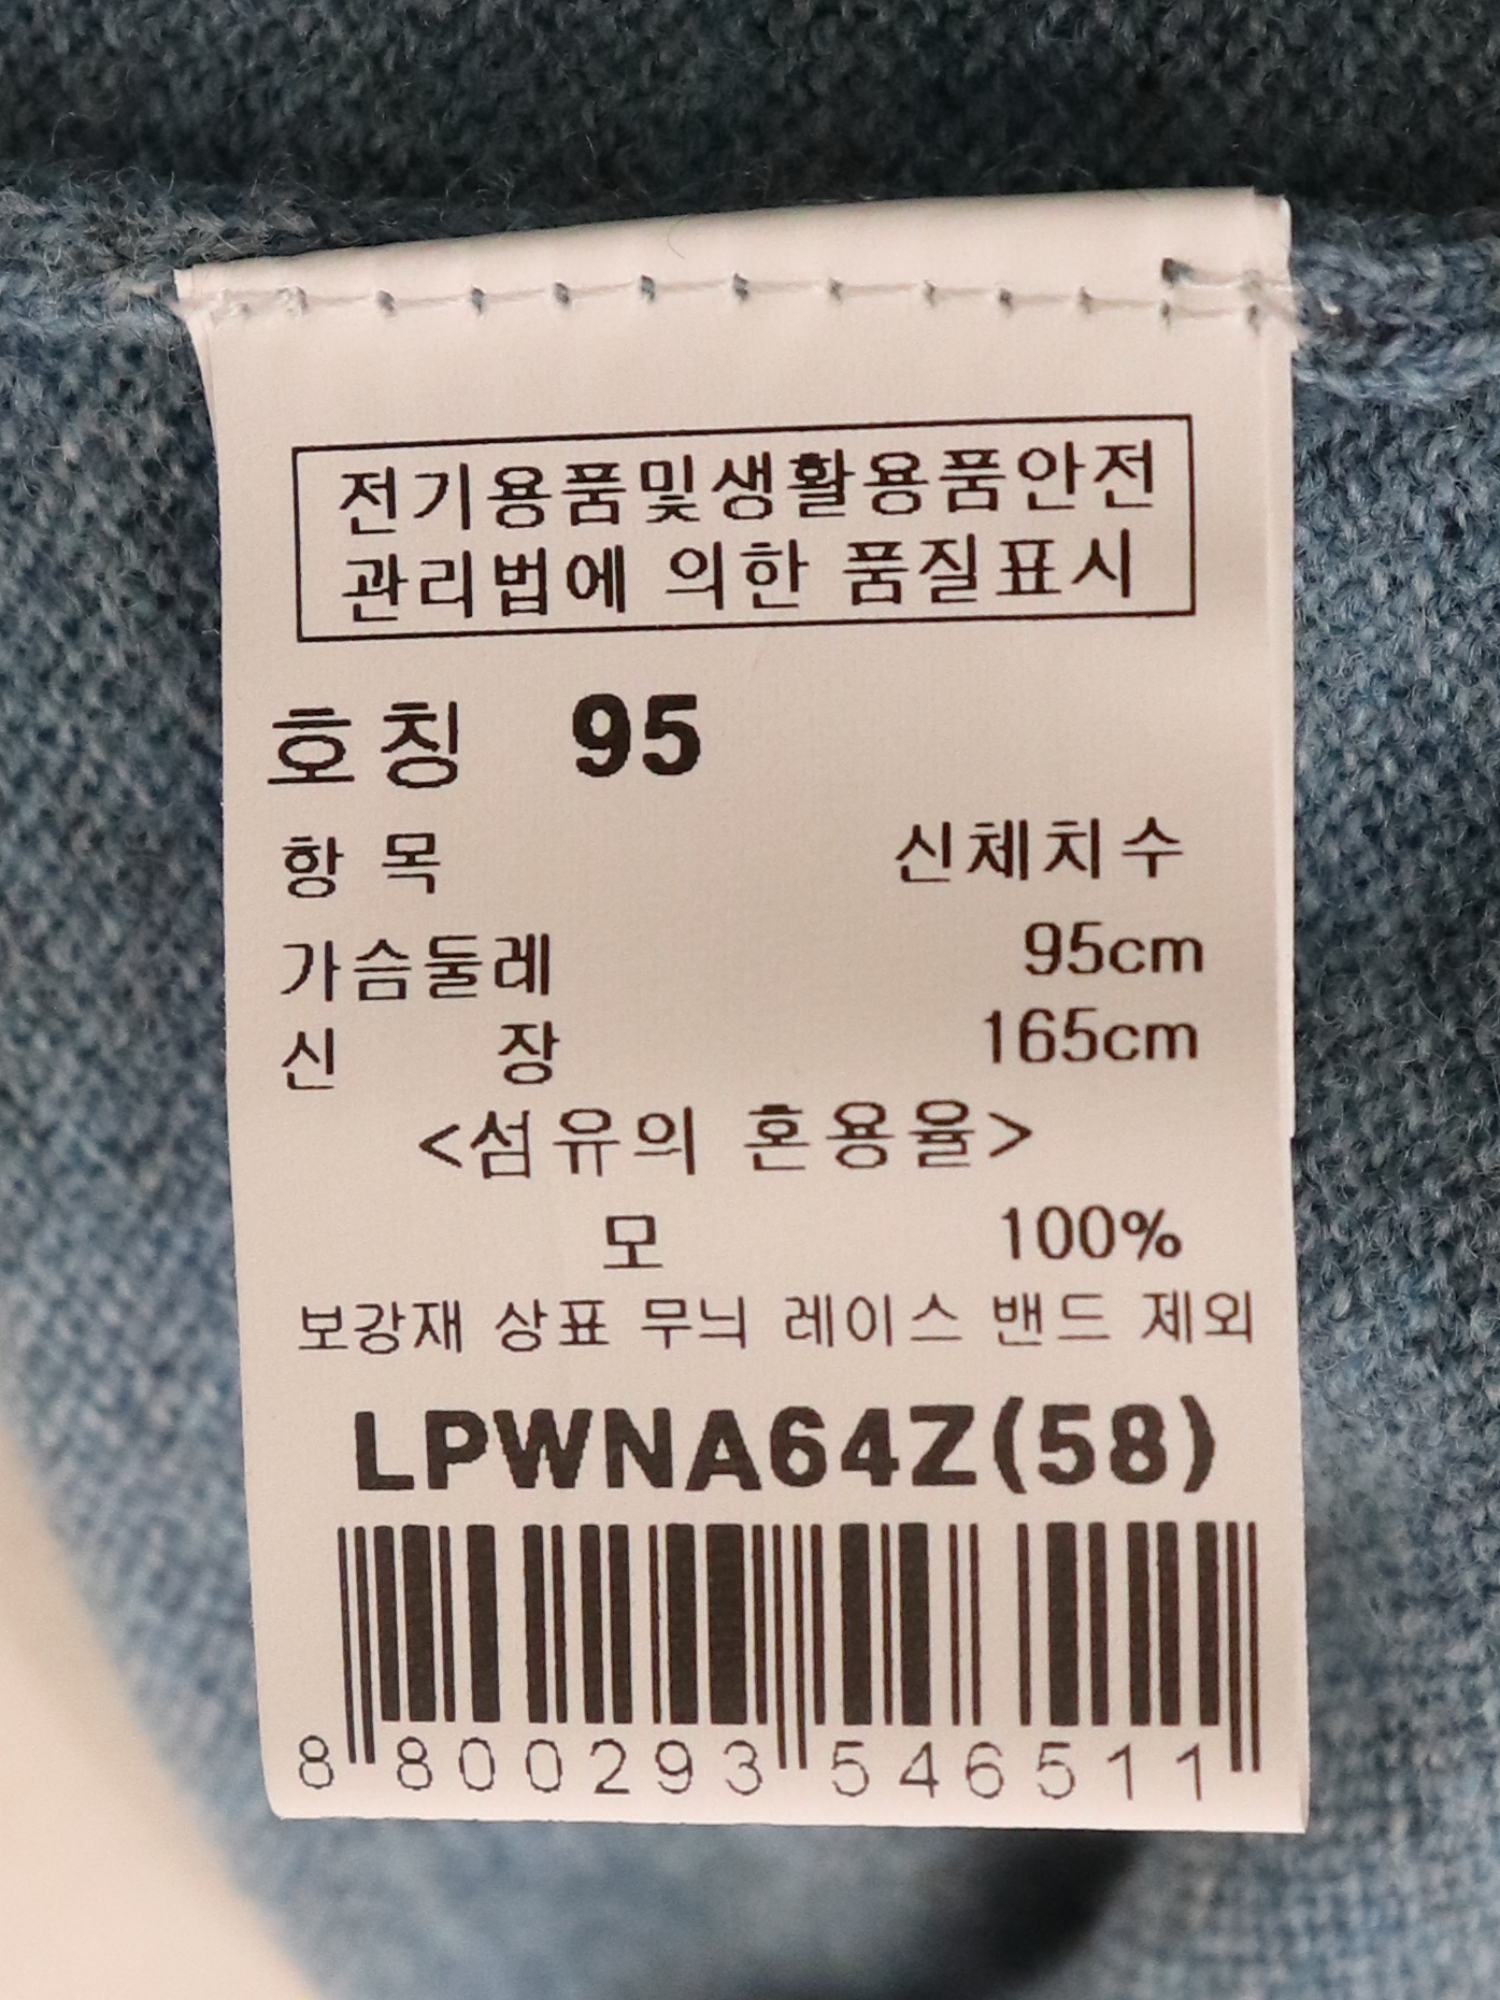 전기용품및생활용품안전
관리법에 의한 품질표시
호칭 95
항 목 신체치수
가슴둘레 95cm
신 장 165cm
<섬유의 혼용율>
모 100%
보강재 상표 무늬 레이스 밴드 제외
LPWNA64Z(58)
8 800293 546511